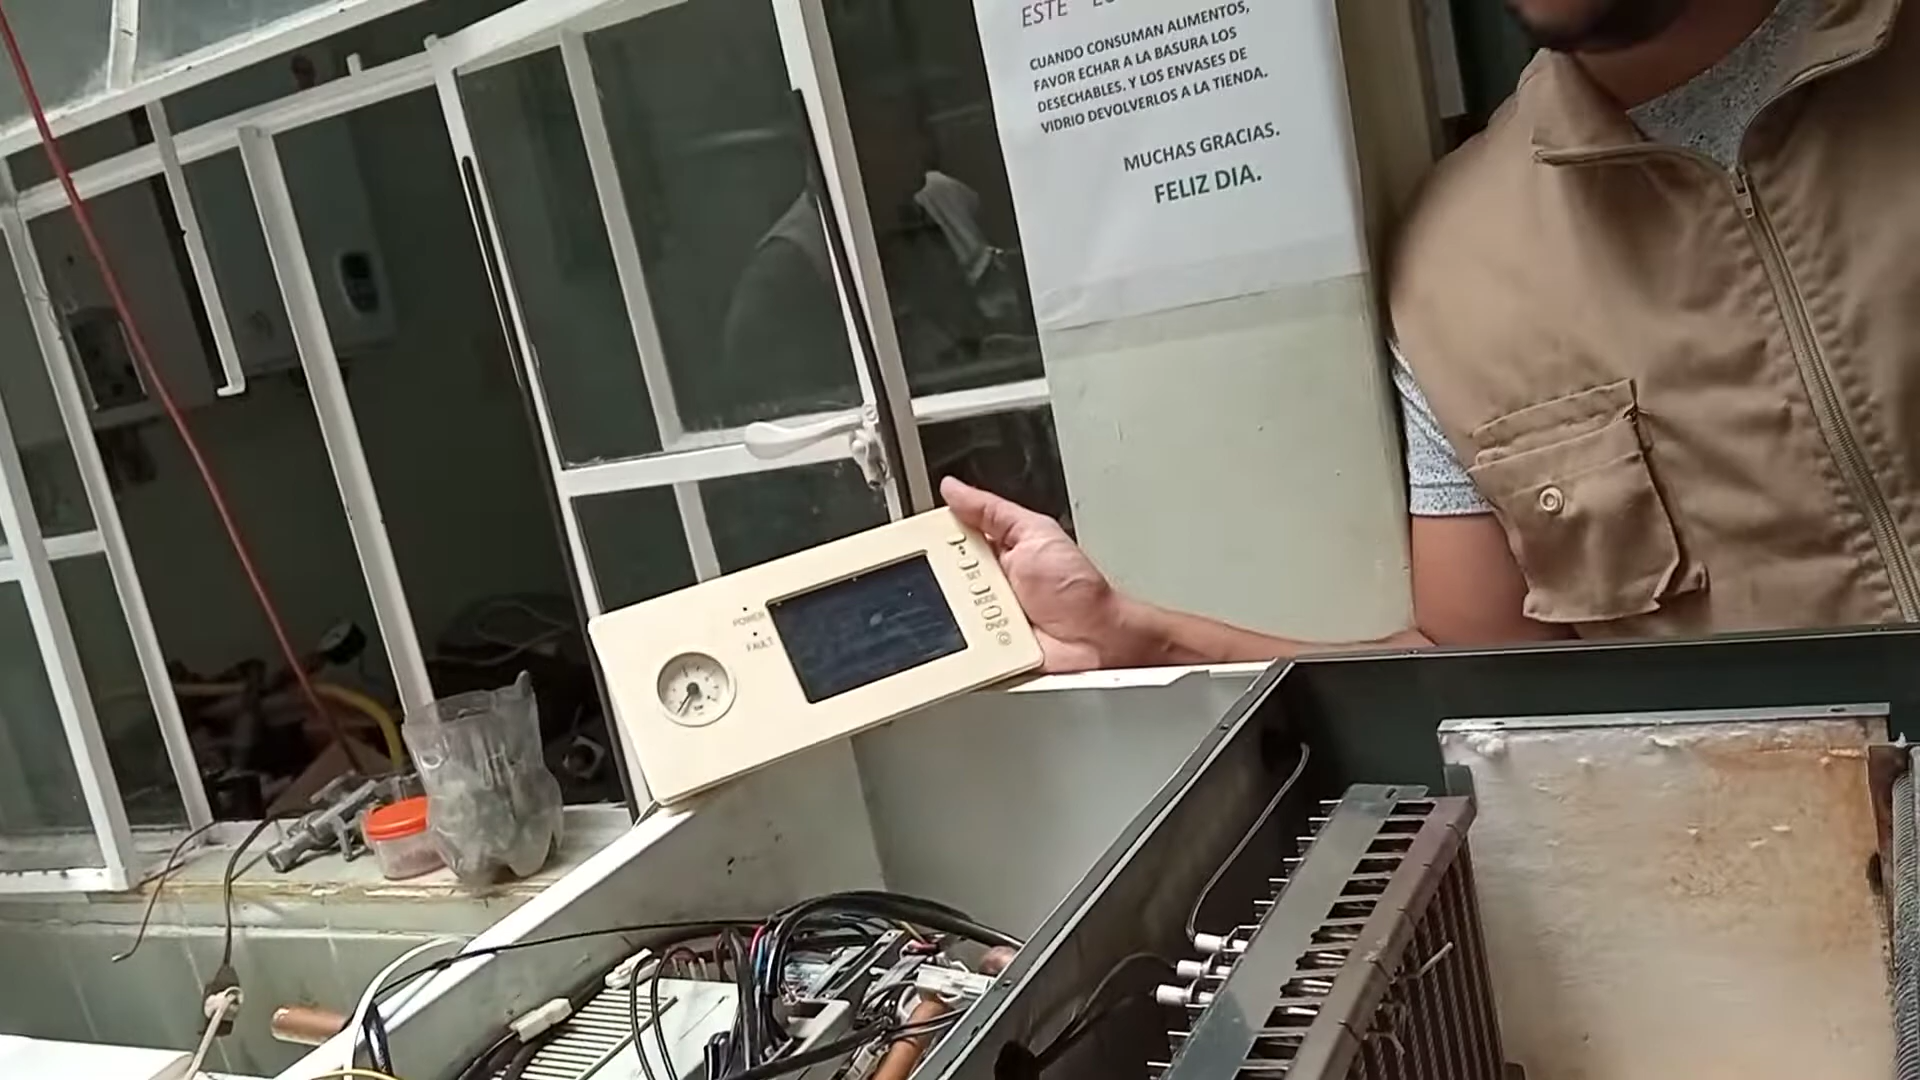 ESTE
CUANDO CONSUMAN ALIMENTOS,
FAVOR ECHAR A LA BASURA LOS
DESECHABLES. Y LOS ENVASES DE
VIDRIO DEVOLVERLOS A LA TIENDA.
MUCHAS GRACIAS.
FELIZ DIA.
POWER
FAULT
SET
MODE
ON/OFF